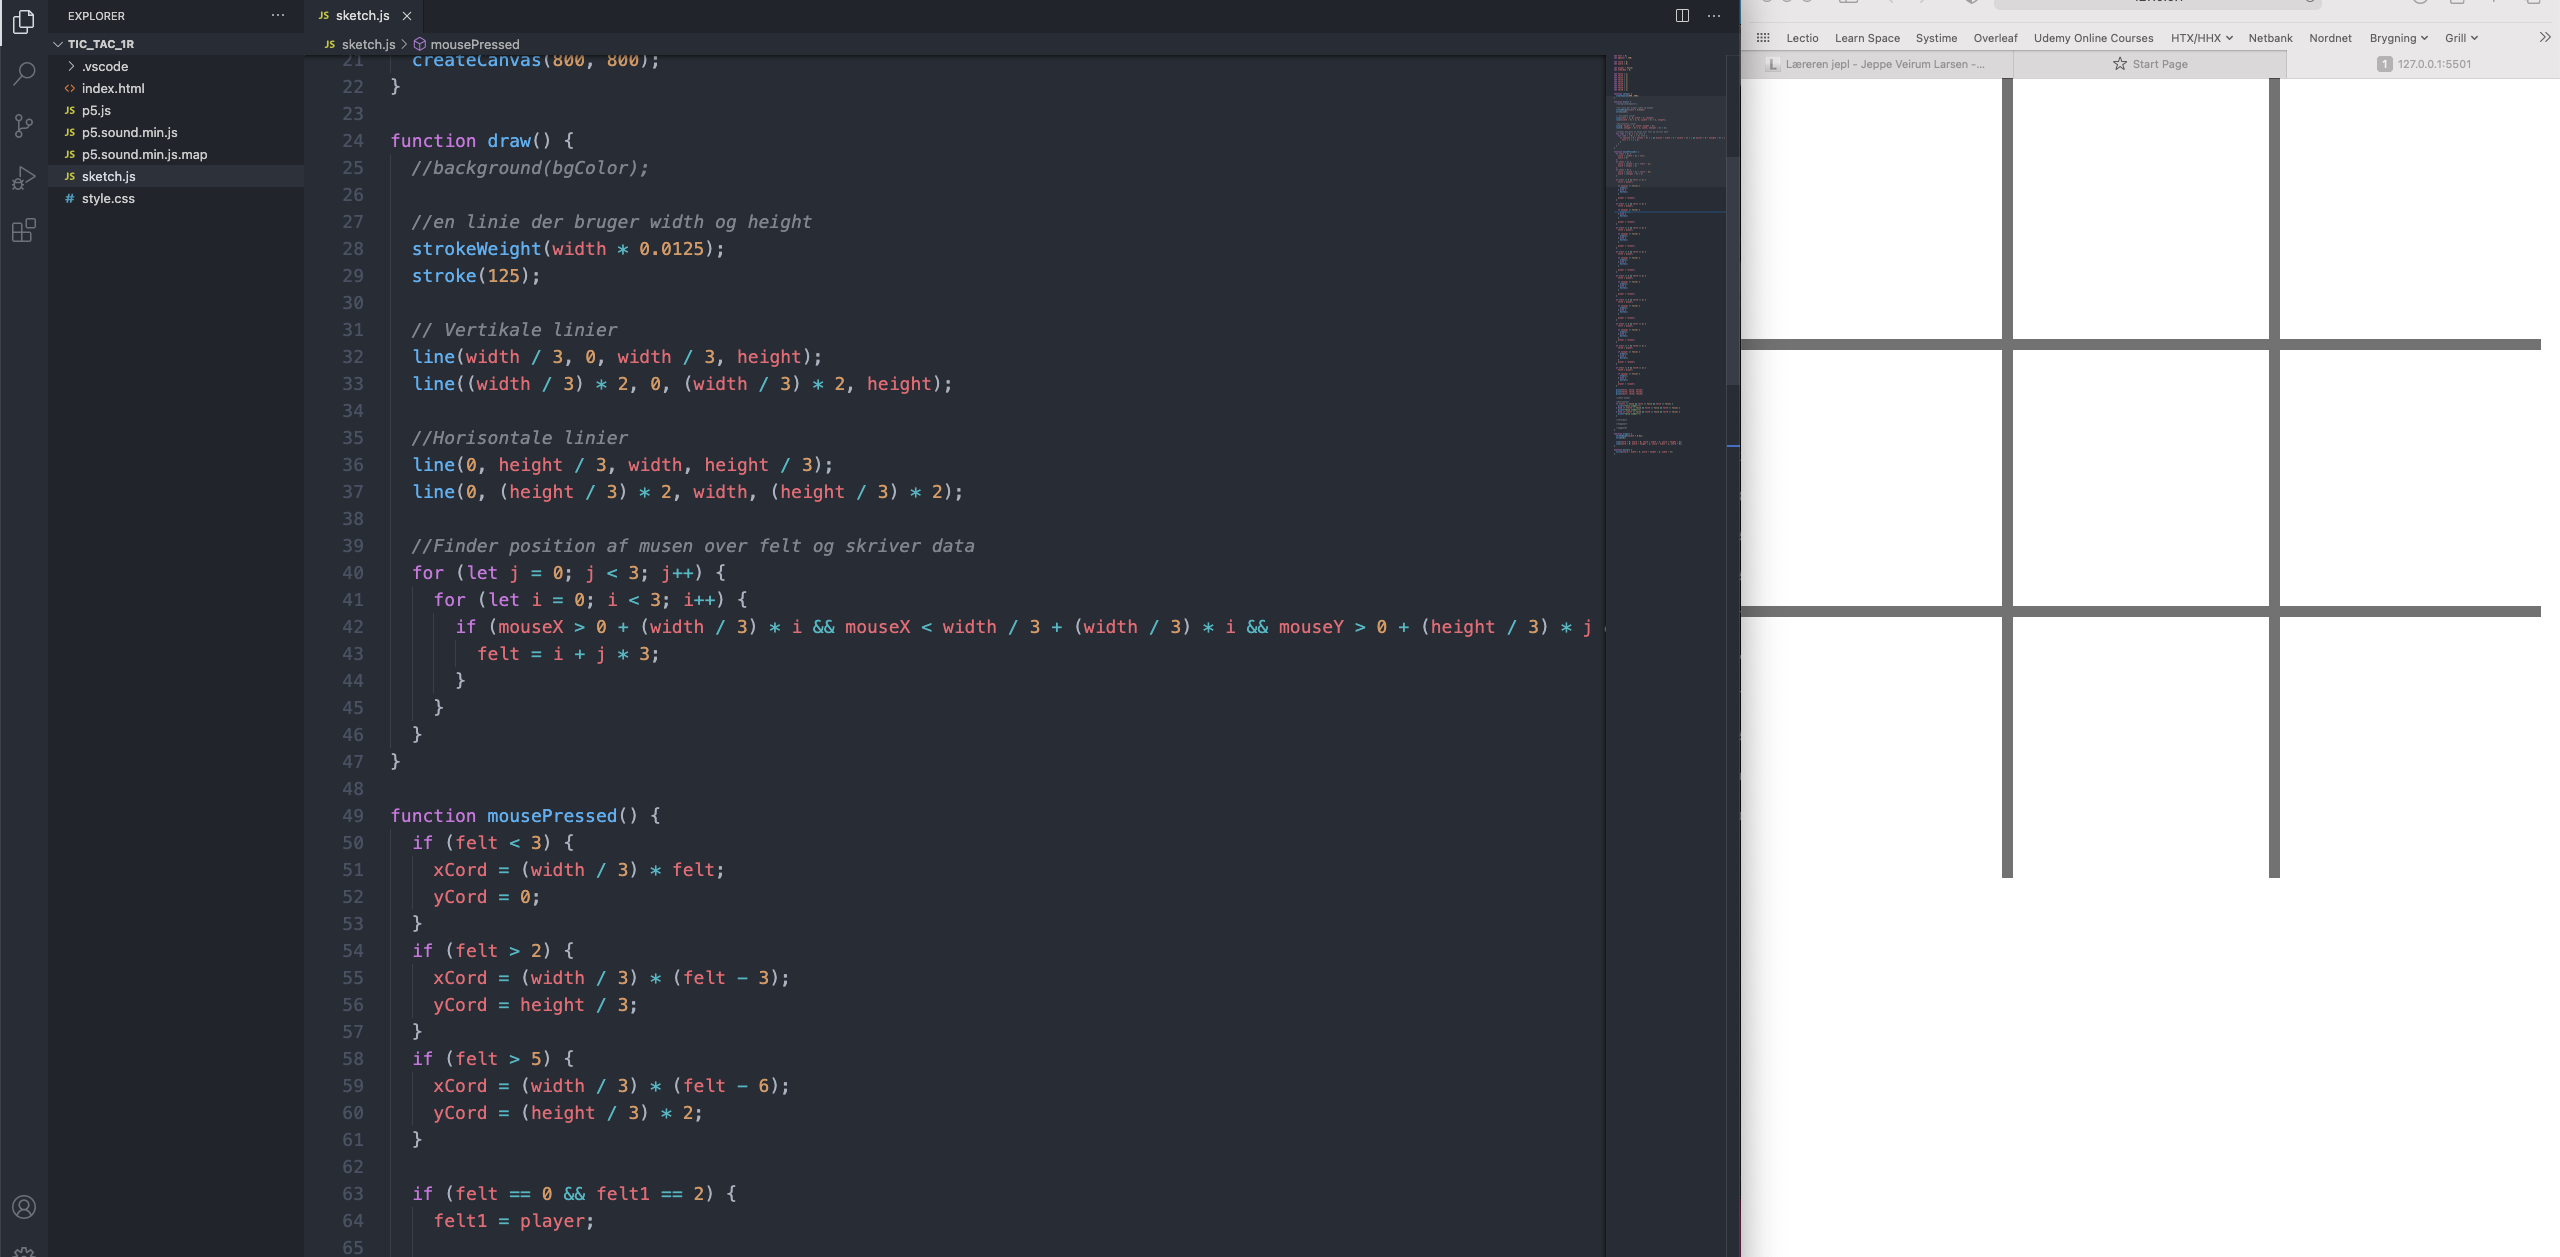 EXPLORER
TIC_TAC_1R
.vscode
index.html
JS p5.js
JS p5.sound.min.js
JS p5.sound.min.js.map
JS sketch.js
# style.css
JS sketch.js
JS sketch.js > mousePressed
21 createCanvas(800, 800);
22 }
23
24 function draw() {
25 //background(bgColor);
26
27 //en linie der bruger width og height
28 strokeWeight(width * 0.0125);
29 stroke(125);
30
31 // Vertikale linier
32 line(width / 3, 0, width / 3, height);
33 line((width / 3) * 2, 0, (width / 3) * 2, height);
34
35 //Horisontale linier
36 line(0, height / 3, width, height / 3);
37 line(0, (height / 3) * 2, width, (height / 3) * 2);
38
39 //Finder position af musen over felt og skriver data
40 for (let j = 0; j < 3; j++) {
41 for (let i = 0; i < 3; i++) {
42 if (mouseX > 0 + (width / 3) * i && mouseX < width / 3 + (width / 3) * i && mouseY > 0 + (height / 3) * j
43 felt = i + j * 3;
44 }
45 }
46 }
47 }
48
49 function mousePressed() {
50 if (felt < 3) {
51 xCord = (width / 3) * felt;
52 yCord = 0;
53 }
54 if (felt > 2) {
55 xCord = (width / 3) * (felt - 3);
56 yCord = height / 3;
57 }
58 if (felt > 5) {
59 xCord = (width / 3) * (felt - 6);
60 yCord = (height / 3) * 2;
61 }
62
63 if (felt == 0 && felt1 == 2) {
64 felt1 = player;
65
Lectio Learn Space Systime Overleaf Udemy Online Courses HTX/HHX Netbank Nordnet Brygning Grill
L Læreren jepl - Jeppe Veirum Larsen -...
Start Page
1 127.0.0.1:5501